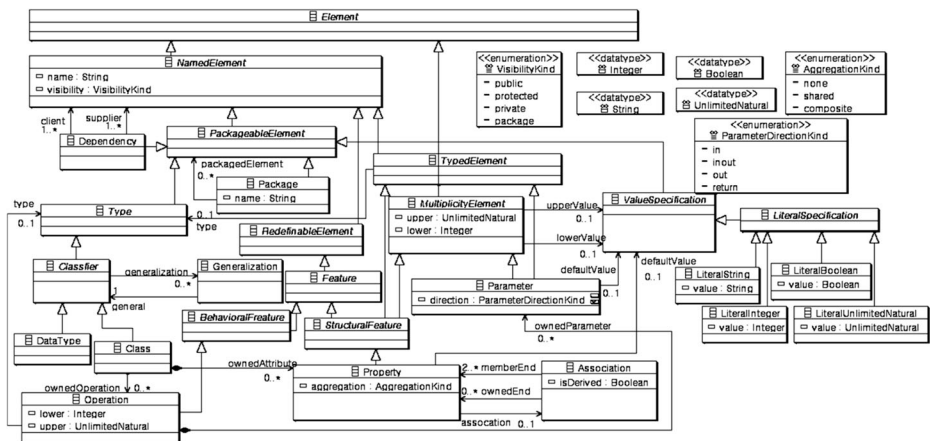 Element
NamedElement
name : String
visibility : VisibilityKind
<<enumeration>>
VisibilityKind
public
protected
private
package
<<datatype>>
Integer
<<datatype>>
Boolean
<<enumeration>>
AggregationKind
none
shared
composite
<<datatype>>
String
<<datatype>>
UnlimitedNatural
<<enumeration>>
ParameterDirectionKind
in
inout
out
return
client
1..*
supplier
1..*
Dependency
PackageableElement
packagedElement
0..*
Package
name : String
TypedElement
type
0..1
Type
0..1
type
RedefinableElement
MultiplicityElement
upper : UnlimitedNatural
lower : Integer
upperValue
0..1
lowerValue
0..1
ValueSpecification
LiteralSpecification
Classfier
generalization
0..*
1
general
Generalization
Feature
Parameter
direction : ParameterDirectionKind
defaultValue
0..1
defaultValue
0..1
LiteralString
value : String
LiteralBoolean
value : Boolean
LiteralInteger
value : Integer
LiteralUnlimitedNatural
value : UnlimitedNatural
BehavioralFreature
StructuralFeature
ownedParameter
0..*
DataType
Class
ownedAttribute
0..*
Property
aggregation : AggregationKind
2..* memberEnd
0..* ownedEnd
assocation 0..1
Association
isDerived : Boolean
ownedOperation
0..*
Operation
lower : Integer
upper : UnlimitedNatural